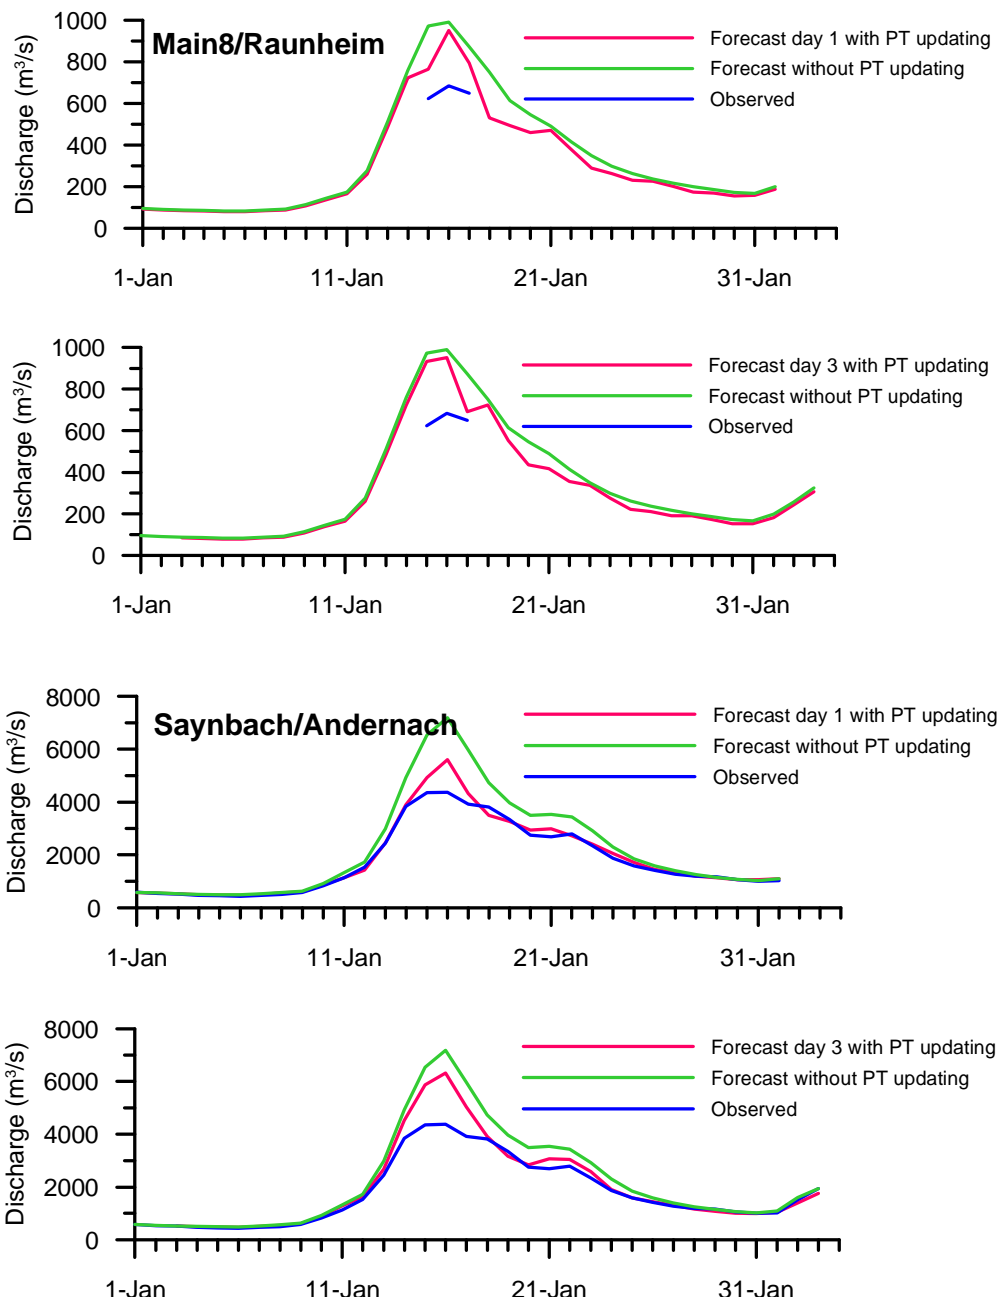 1000
Main8/Raunheim
Forecast day 1 with PT updating
800
Forecast without PT updating
600
Observed
400
200
0
Discharge (m³/s)
1-Jan 11-Jan 21-Jan 31-Jan
1000
Forecast day 3 with PT updating
800
Forecast without PT updating
600
Observed
400
200
0
Discharge (m³/s)
1-Jan 11-Jan 21-Jan 31-Jan
8000
Saynbach/Andernach
Forecast day 1 with PT updating
6000
Forecast without PT updating
Observed
4000
2000
0
Discharge (m³/s)
1-Jan 11-Jan 21-Jan 31-Jan
8000
Forecast day 3 with PT updating
6000
Forecast without PT updating
Observed
4000
2000
0
Discharge (m³/s)
1-Jan 11-Jan 21-Jan 31-Jan